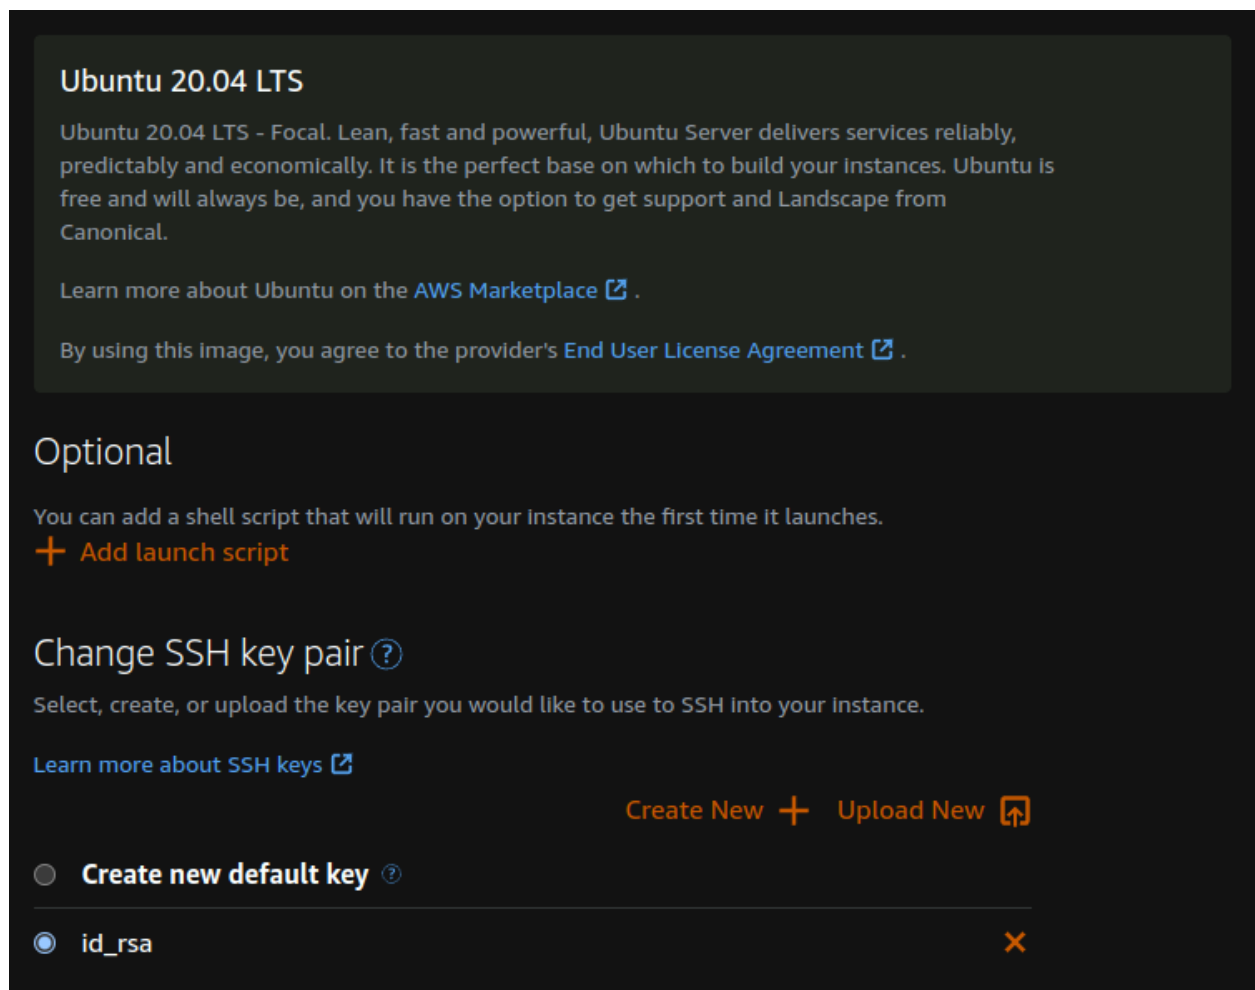 Ubuntu 20.04 LTS
Ubuntu 20.04 LTS - Focal. Lean, fast and powerful, Ubuntu Server delivers services reliably,
predictably and economically. It is the perfect base on which to build your instances. Ubuntu is
free and will always be, and you have the option to get support and Landscape from
Canonical.
Learn more about Ubuntu on the AWS Marketplace .
By using this image, you agree to the provider's End User License Agreement .
Optional
You can add a shell script that will run on your instance the first time it launches.
+ Add launch script
Change SSH key pair ?
Select, create, or upload the key pair you would like to use to SSH into your instance.
Learn more about SSH keys
Create New + Upload New
Create new default key ?
id_rsa